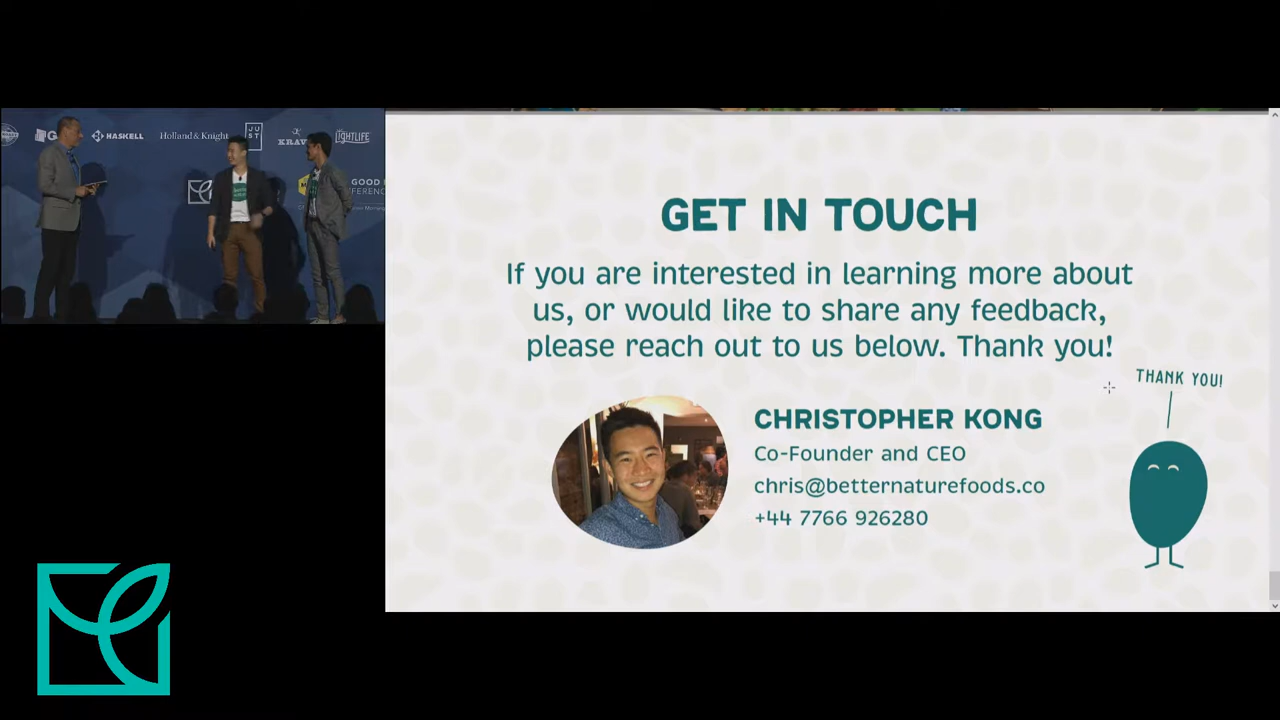 HASKELL
Holland & Knight
JUST
KRAV
LIGHTLIFE
GOOD
GET IN TOUCH
If you are interested in learning more about
us, or would like to share any feedback,
please reach out to us below. Thank you!
THANK YOU!
CHRISTOPHER KONG
Co-Founder and CEO
chris@betternaturefoods.co
+44 7766 926280